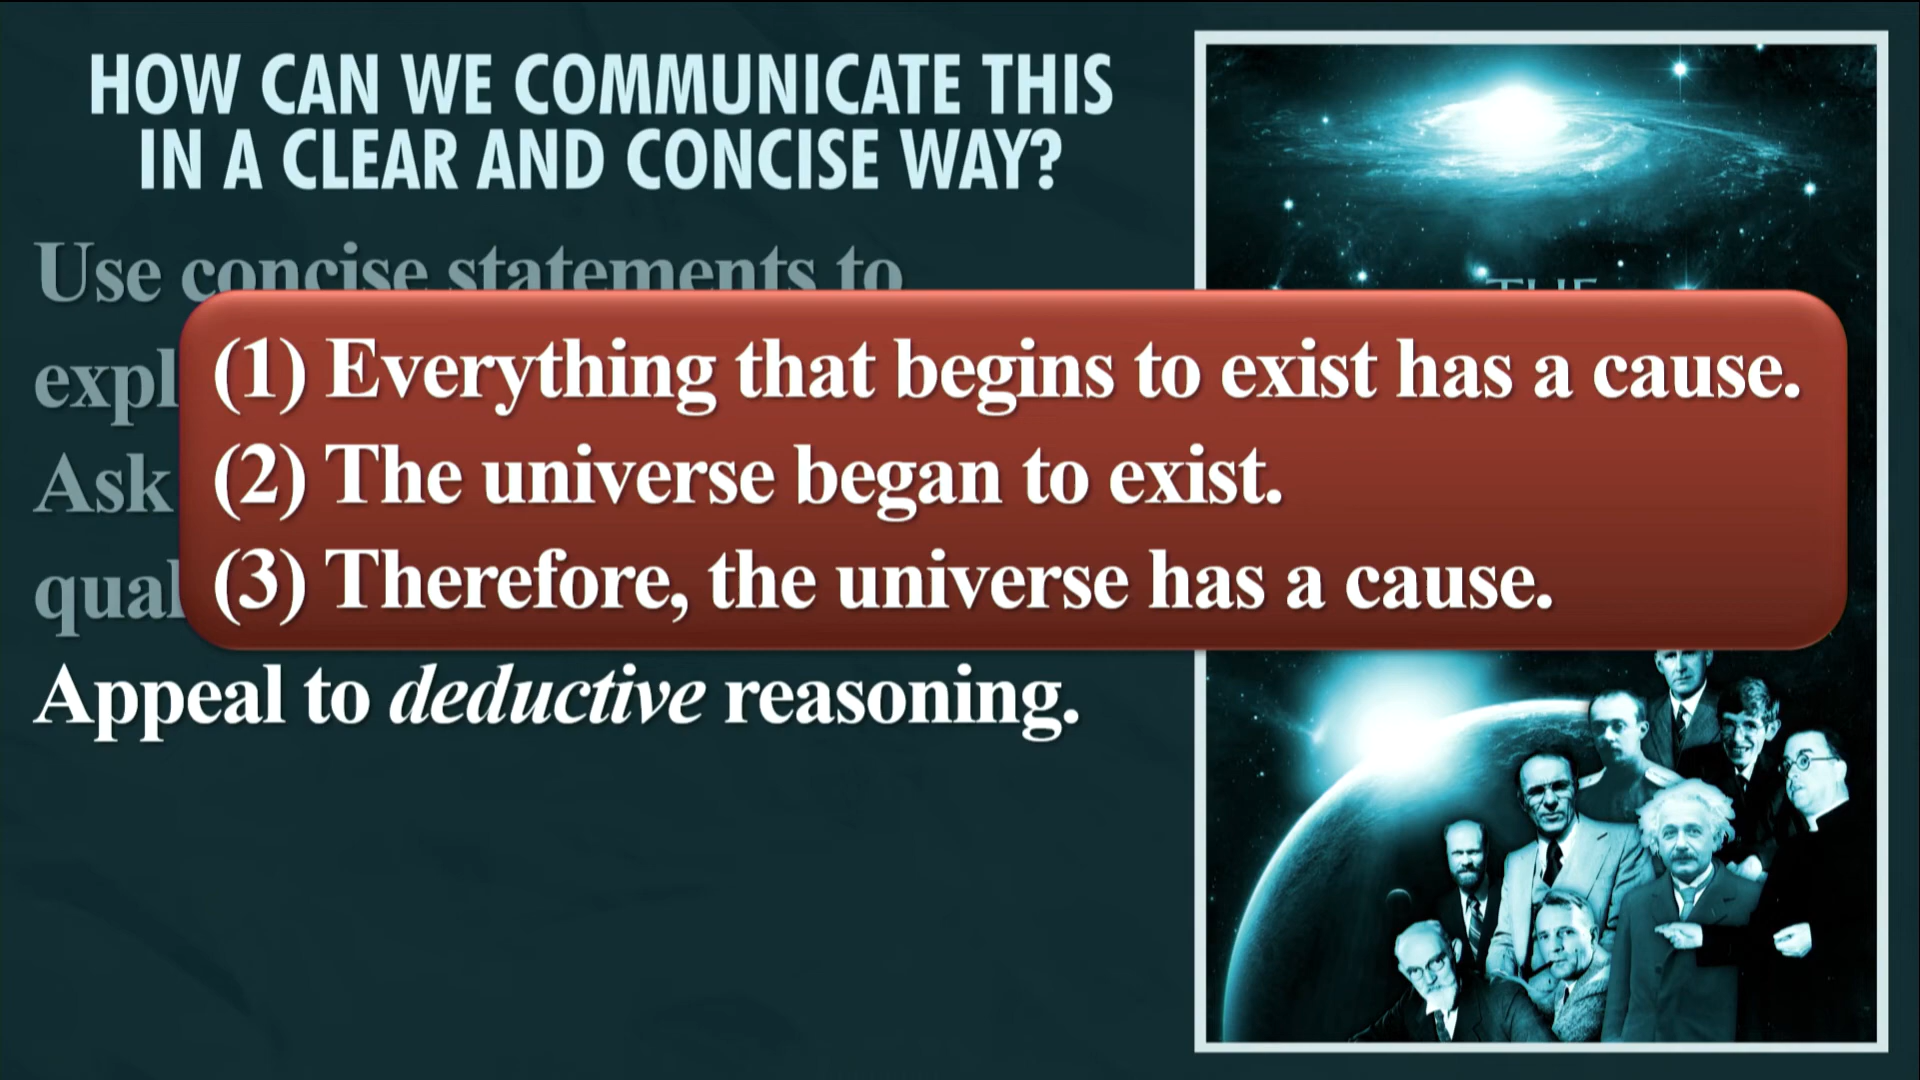 HOW CAN WE COMMUNICATE THIS
IN A CLEAR AND CONCISE WAY?
Use concise statements to
(1) Everything that begins to exist has a cause.
Ask
(2) The universe began to exist.
(3) Therefore, the universe has a cause.
Appeal to deductive reasoning.
THE